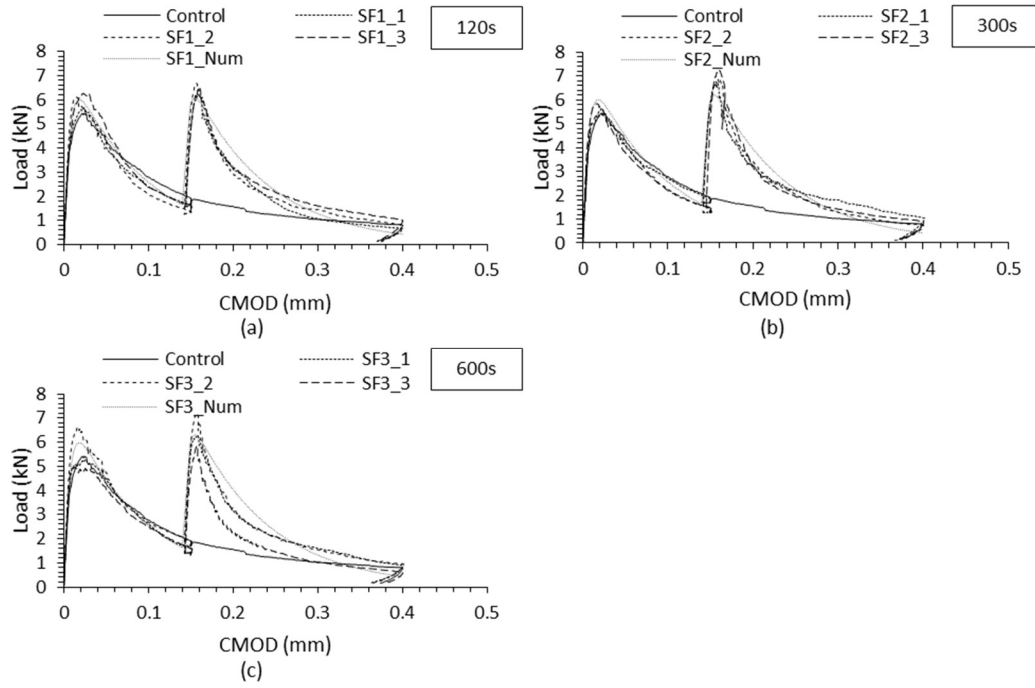 Control SF1_1 120s
SF1_2 SF1_3
SF1_Num
Load (kN)
8
7
6
5
4
3
2
1
0
0 0.1 0.2 0.3 0.4 0.5
CMOD (mm)
(a)
Control SF2_1 300s
SF2_2 SF2_3
SF2_Num
Load (kN)
8
7
6
5
4
3
2
1
0
0 0.1 0.2 0.3 0.4 0.5
CMOD (mm)
(b)
Control SF3_1 600s
SF3_2 SF3_3
SF3_Num
Load (kN)
8
7
6
5
4
3
2
1
0
0 0.1 0.2 0.3 0.4 0.5
CMOD (mm)
(c)